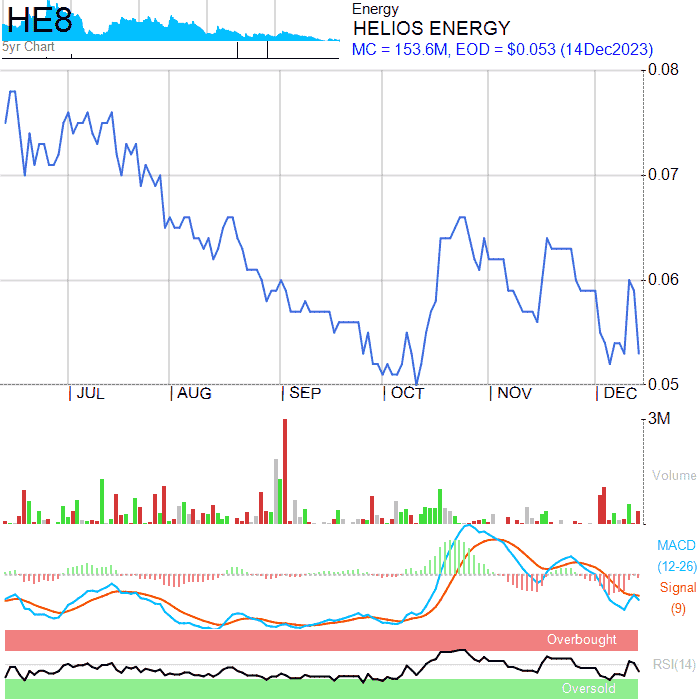 HE8
5yr Chart
Energy
HELIOS ENERGY
MC = 153.6M, EOD = $0.053 (14Dec2023)
0.08
0.07
0.06
0.05
JUL AUG SEP OCT NOV DEC
3M
Volume
MACD
(12-26)
Signal
(9)
Overbought
RSI(14)
Oversold